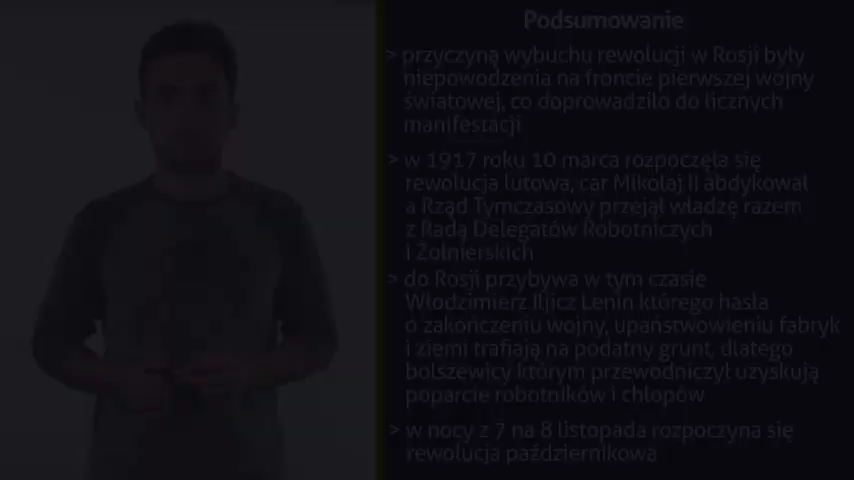 Podsumowanie
> przyczyną wybuchu rewolucji w Rosji były
niepowodzenia na froncie pierwszej wojny
światowej, co doprowadziło do licznych
manifestacji
> w 1917 roku 10 marca rozpoczęła się
rewolucja lutowa, car Mikołaj II abdykował
a Rząd Tymczasowy przejął władzę razem
z Radą Delegatów Robotniczych
i Żołnierskich
> do Rosji przybywa w tym czasie
Włodzimierz Iljicz Lenin którego hasła
o zakończeniu wojny, upaństwowieniu fabryk
i ziemi trafiają na podatny grunt, dlatego
bolszewicy którym przewodniczył uzyskują
poparcie robotników i chłopów
> w nocy z 7 na 8 listopada rozpoczyna się
rewolucja październikowa